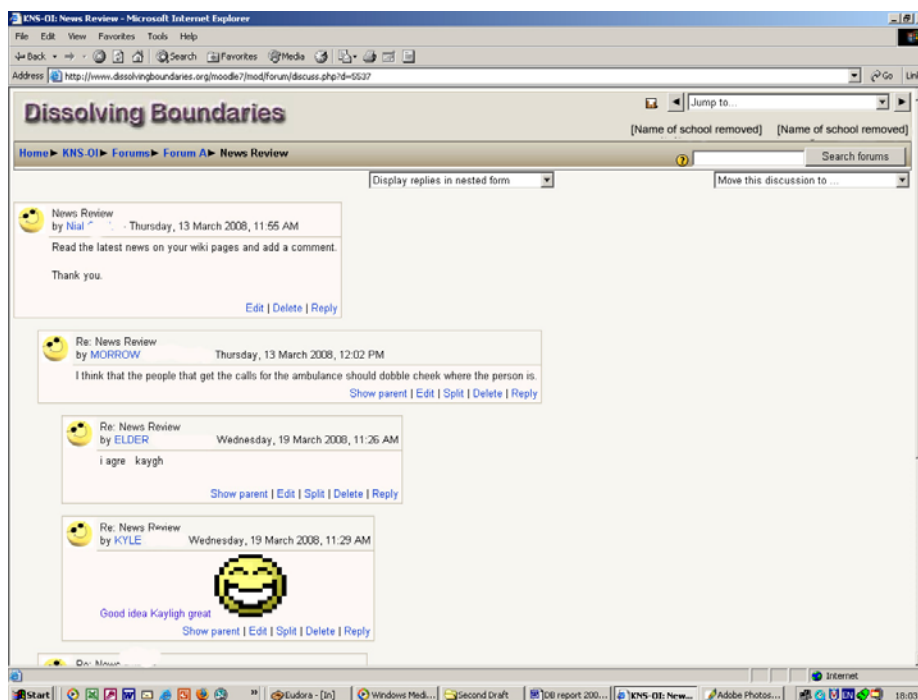 KNS-OI: News Review - Microsoft Internet Explorer
File Edit View Favorites Tools Help
Back Search Favorites Media
Address http://www.dissolvingboundaries.org/moodle7/mod/forum/discuss.php?d=5537 Go
Dissolving Boundaries
Jump to...
[Name of school removed] [Name of school removed]
Home► KNS-OI► Forums► Forum A► News Review
Search forums
Display replies in nested form Move this discussion to ...
News Review
by Nial - Thursday, 13 March 2008, 11:55 AM
Read the latest news on your wiki pages and add a comment.
Thank you.
Edit | Delete | Reply
Re: News Review
by MORROW Thursday, 13 March 2008, 12:02 PM
I think that the people that get the calls for the ambulance should dobble cheek where the person is.
Show parent | Edit | Split | Delete | Reply
Re: News Review
by ELDER Wednesday, 19 March 2008, 11:26 AM
i agre kaygh
Show parent | Edit | Split | Delete | Reply
Re: News Review
by KYLE Wednesday, 19 March 2008, 11:29 AM
Good idea Kayligh great
Show parent | Edit | Split | Delete | Reply
Internet
Start Eudora - [In] Windows Medi... Second Draft DB report 200... KNS-OI: New... Adobe Photos... 18:03